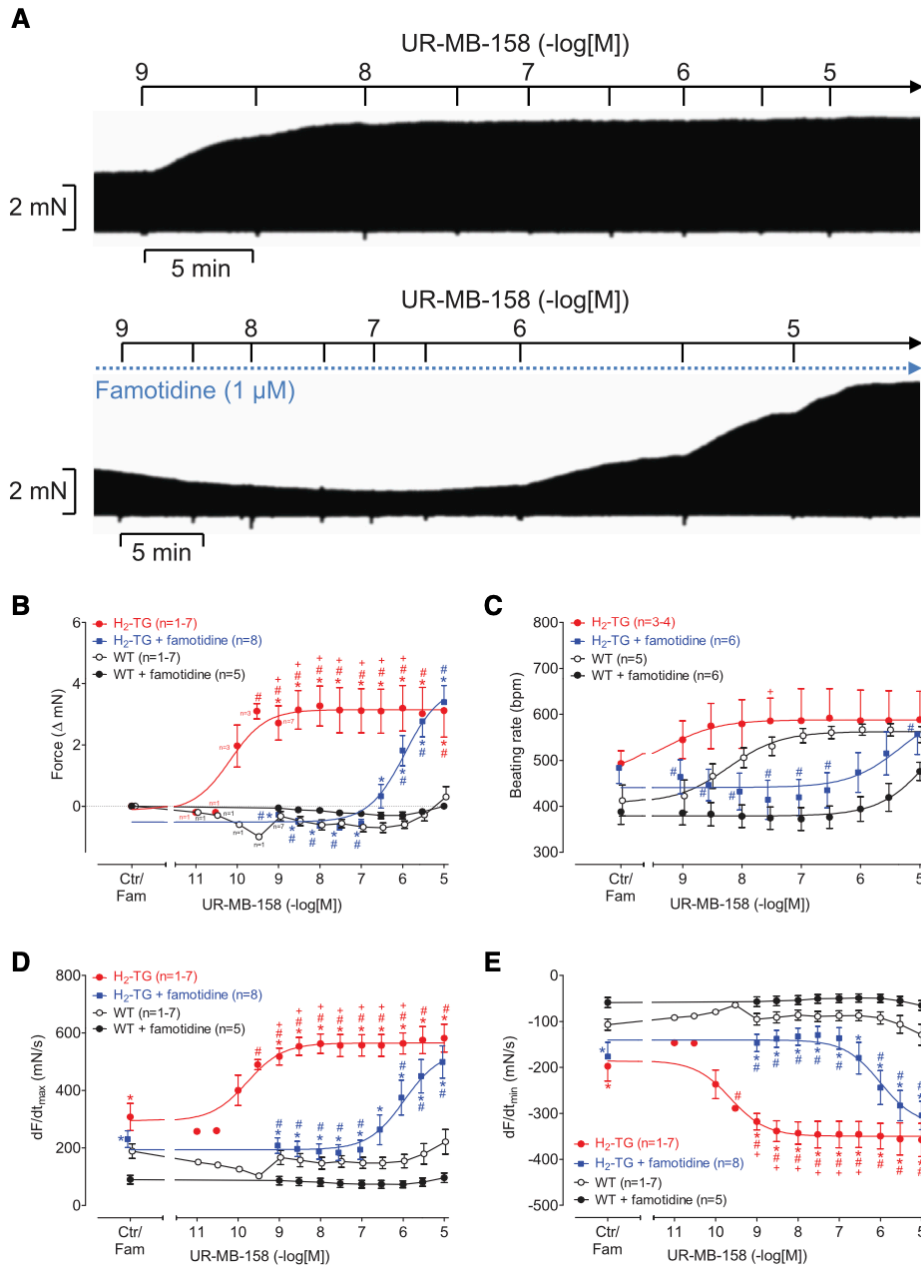 A
UR-MB-158 (-log[M])
9 8 7 6 5
2 mN
5 min
UR-MB-158 (-log[M])
9 8 7 6 5
Famotidine (1 µM)
2 mN
5 min
B
H₂-TG (n=1-7)
H₂-TG + famotidine (n=8)
WT (n=1-7)
WT + famotidine (n=5)
Force (Δ mN)
6
4
2
0
n=3
n=3
n=7
n=1
n=1
n=1
n=1
n=7
Ctr/
Fam
11 10 9 8 7 6 5
UR-MB-158 (-log[M])
C
H₂-TG (n=3-4)
H₂-TG + famotidine (n=6)
WT (n=5)
WT + famotidine (n=6)
Beating rate (bpm)
800
700
600
500
400
300
Ctr/
Fam
9 8 7 6 5
UR-MB-158 (-log[M])
D
H₂-TG (n=1-7)
H₂-TG + famotidine (n=8)
WT (n=1-7)
WT + famotidine (n=5)
dF/dtmax (mN/s)
800
600
400
200
0
Ctr/
Fam
11 10 9 8 7 6 5
UR-MB-158 (-log[M])
E
dF/dtmin (mN/s)
0
-100
-200
-300
-400
-500
H₂-TG (n=1-7)
H₂-TG + famotidine (n=8)
WT (n=1-7)
WT + famotidine (n=5)
Ctr/
Fam
11 10 9 8 7 6 5
UR-MB-158 (-log[M])